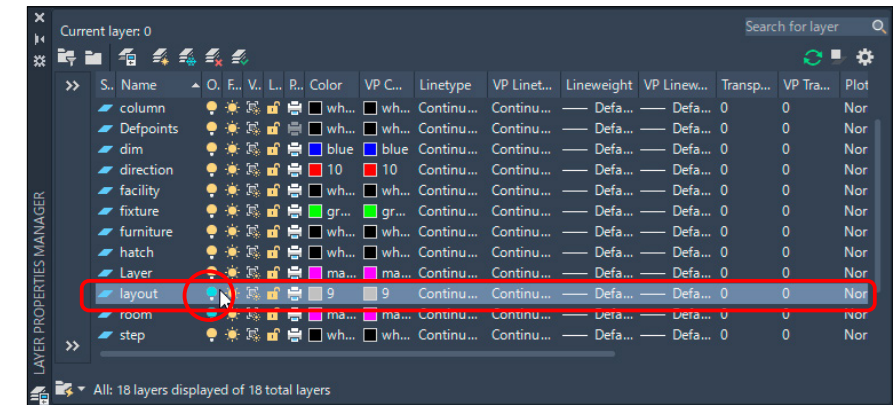 Current layer: 0
Search for layer
S.. Name O. F... V.. L.. P... Color VP C... Linetype VP Linet... Lineweight VP Linew... Transp... VP Tra... Plot
column wh... wh... Continu... Continu... Defa... Defa... 0 0 Nor
Defpoints wh... wh... Continu... Continu... Defa... Defa... 0 0 Nor
dim blue blue Continu... Continu... Defa... Defa... 0 0 Nor
direction 10 10 Continu... Continu... Defa... Defa... 0 0 Nor
facility wh... wh... Continu... Continu... Defa... Defa... 0 0 Nor
fixture gr... gr... Continu... Continu... Defa... Defa... 0 0 Nor
furniture wh... wh... Continu... Continu... Defa... Defa... 0 0 Nor
hatch wh... wh... Continu... Continu... Defa... Defa... 0 0 Nor
Layer ma... ma... Continu... Continu... Defa... Defa... 0 0 Nor
layout 9 9 Continu... Continu... Defa... Defa... 0 0 Nor
room ma... ma... Continu... Continu... Defa... Defa... 0 0 Nor
step wh... wh... Continu... Continu... Defa... Defa... 0 0 Nor
LAYER PROPERTIES MANAGER
All: 18 layers displayed of 18 total layers